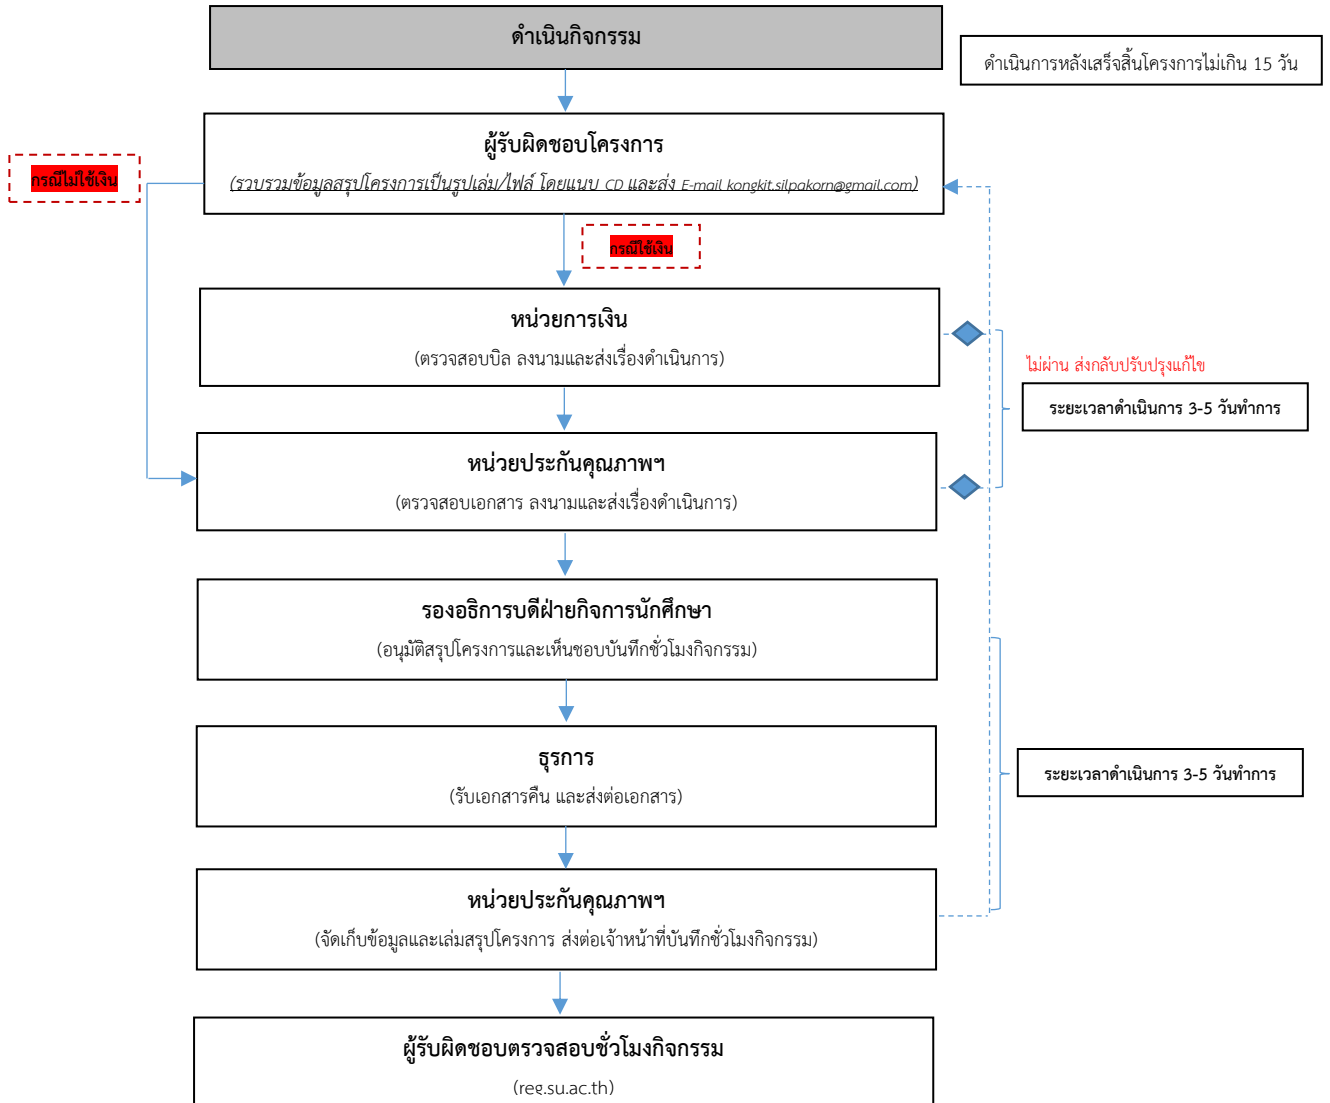 ดำเนินกิจกรรม
ดำเนินการหลังเสร็จสิ้นโครงการไม่เกิน 15 วัน
ผู้รับผิดชอบโครงการ
(รวบรวมข้อมูลสรุปโครงการเป็นรูปเล่ม/ไฟล์ โดยแนบ CD และส่ง E-mail kongkit.silpakorn@gmail.com)
กรณีไม่ใช้เงิน
กรณีใช้เงิน
หน่วยการเงิน
(ตรวจสอบบิล ลงนามและส่งเรื่องดำเนินการ)
ไม่ผ่าน ส่งกลับปรับปรุงแก้ไข
ระยะเวลาดำเนินการ 3-5 วันทำการ
หน่วยประกันคุณภาพฯ
(ตรวจสอบเอกสาร ลงนามและส่งเรื่องดำเนินการ)
รองอธิการบดีฝ่ายกิจการนักศึกษา
(อนุมัติสรุปโครงการและเห็นชอบบันทึกชั่วโมงกิจกรรม)
ธุรการ
(รับเอกสารคืน และส่งต่อเอกสาร)
ระยะเวลาดำเนินการ 3-5 วันทำการ
หน่วยประกันคุณภาพฯ
(จัดเก็บข้อมูลและเล่มสรุปโครงการ ส่งต่อเจ้าหน้าที่บันทึกชั่วโมงกิจกรรม)
ผู้รับผิดชอบตรวจสอบชั่วโมงกิจกรรม
(reg.su.ac.th)